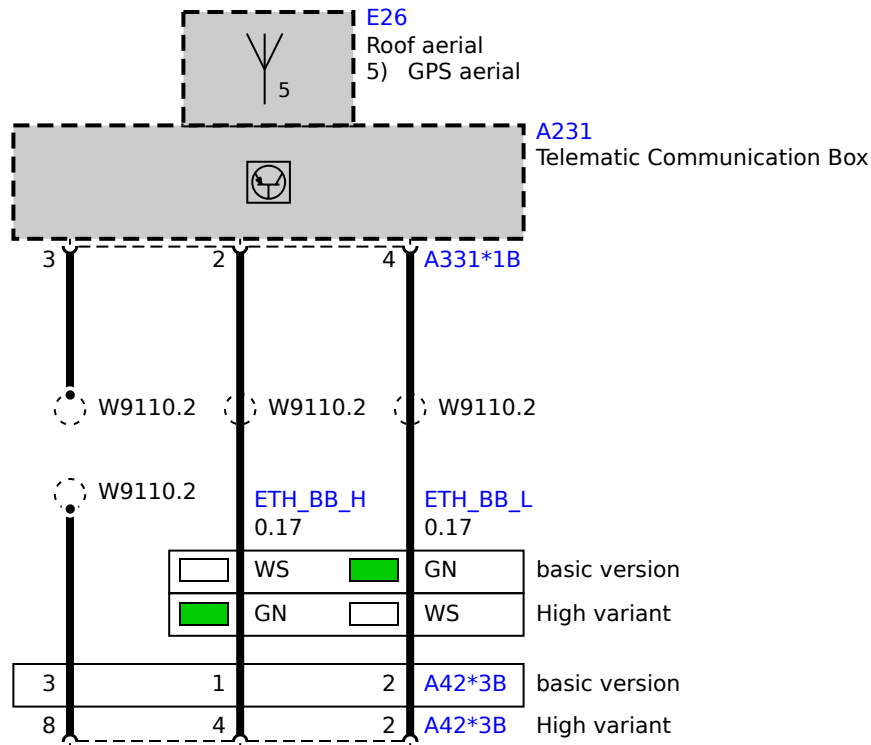 E26
Roof aerial
5) GPS aerial
5
A231
Telematic Communication Box
3 2 4 A331*1B
W9110.2 W9110.2 W9110.2
W9110.2
ETH_BB_H ETH_BB_L
0.17 0.17
WS GN basic version
GN WS High variant
3 1 2 A42*3B basic version
8 4 2 A42*3B High variant